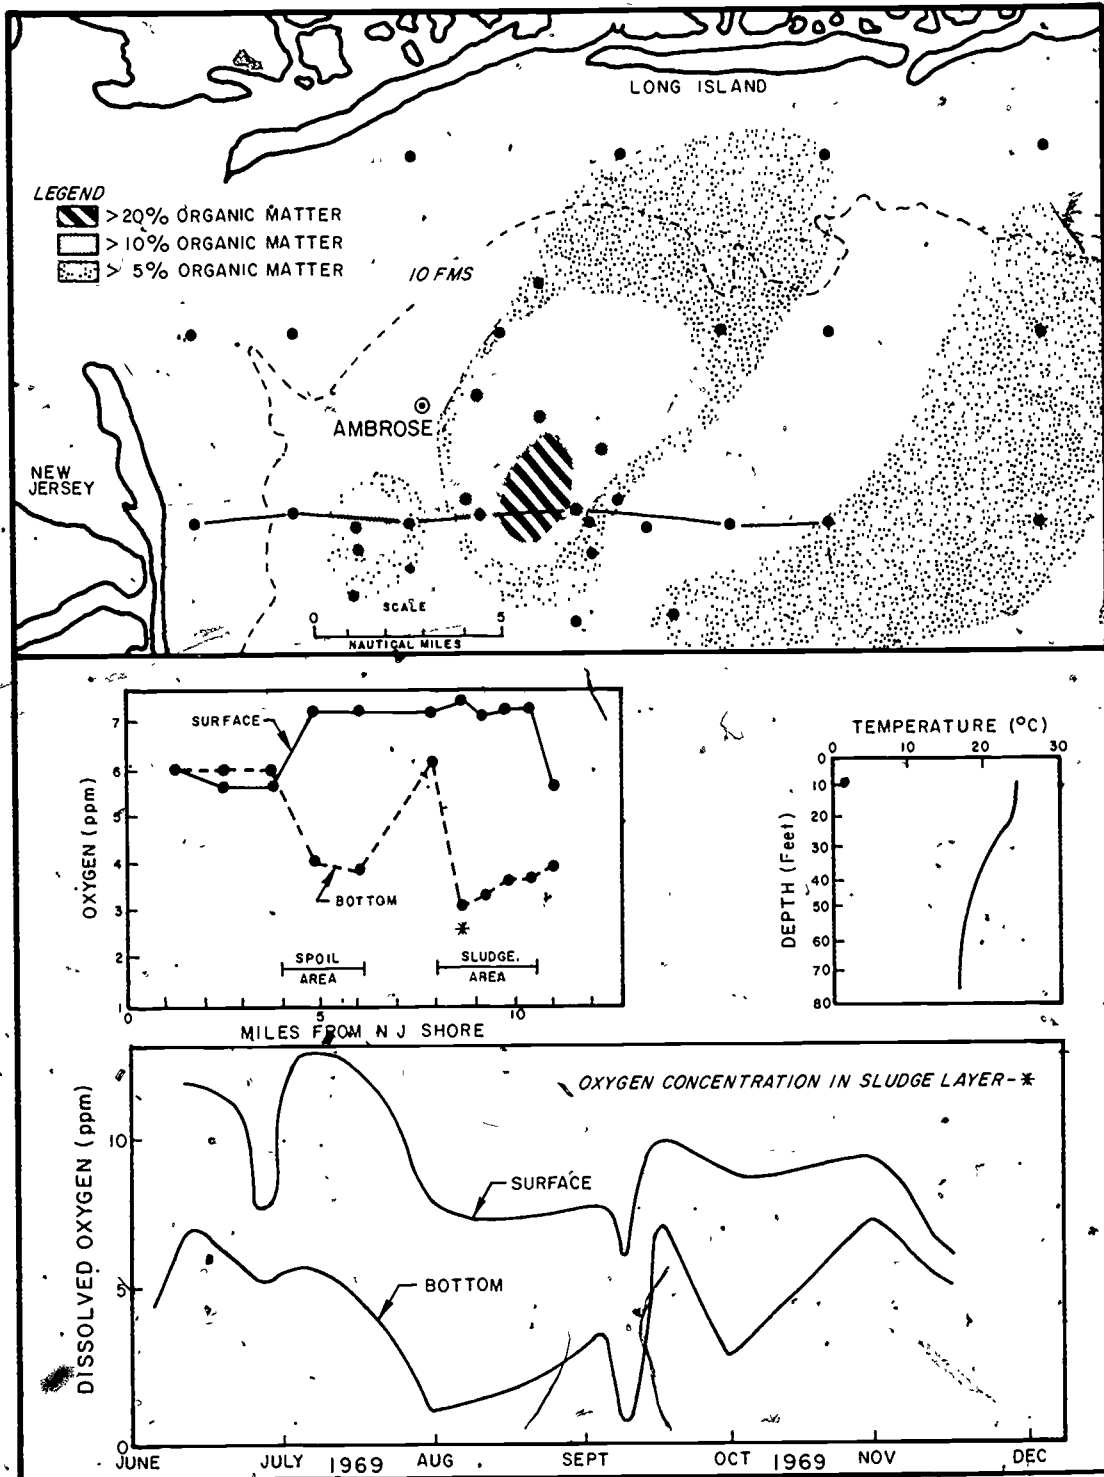 LONG ISLAND
LEGEND
>20% ORGANIC MATTER
>10% ORGANIC MATTER
> 5% ORGANIC MATTER
10 FMS
AMBROSE
NEW
JERSEY
SCALE
0 5
NAUTICAL MILES
SURFACE
OXYGEN (ppm)
7
6
5
4
3
2
1
BOTTOM
*
SPOIL
AREA
SLUDGE
AREA
0 5 10
MILES FROM N J SHORE
TEMPERATURE (°C)
0 10 20 30
DEPTH (Feet)
0
10
20
30
40
50
60
70
80
OXYGEN CONCENTRATION IN SLUDGE LAYER-*
DISSOLVED OXYGEN (ppm)
10
5
0
SURFACE
BOTTOM
JUNE JULY 1969 AUG SEPT OCT 1969 NOV DEC